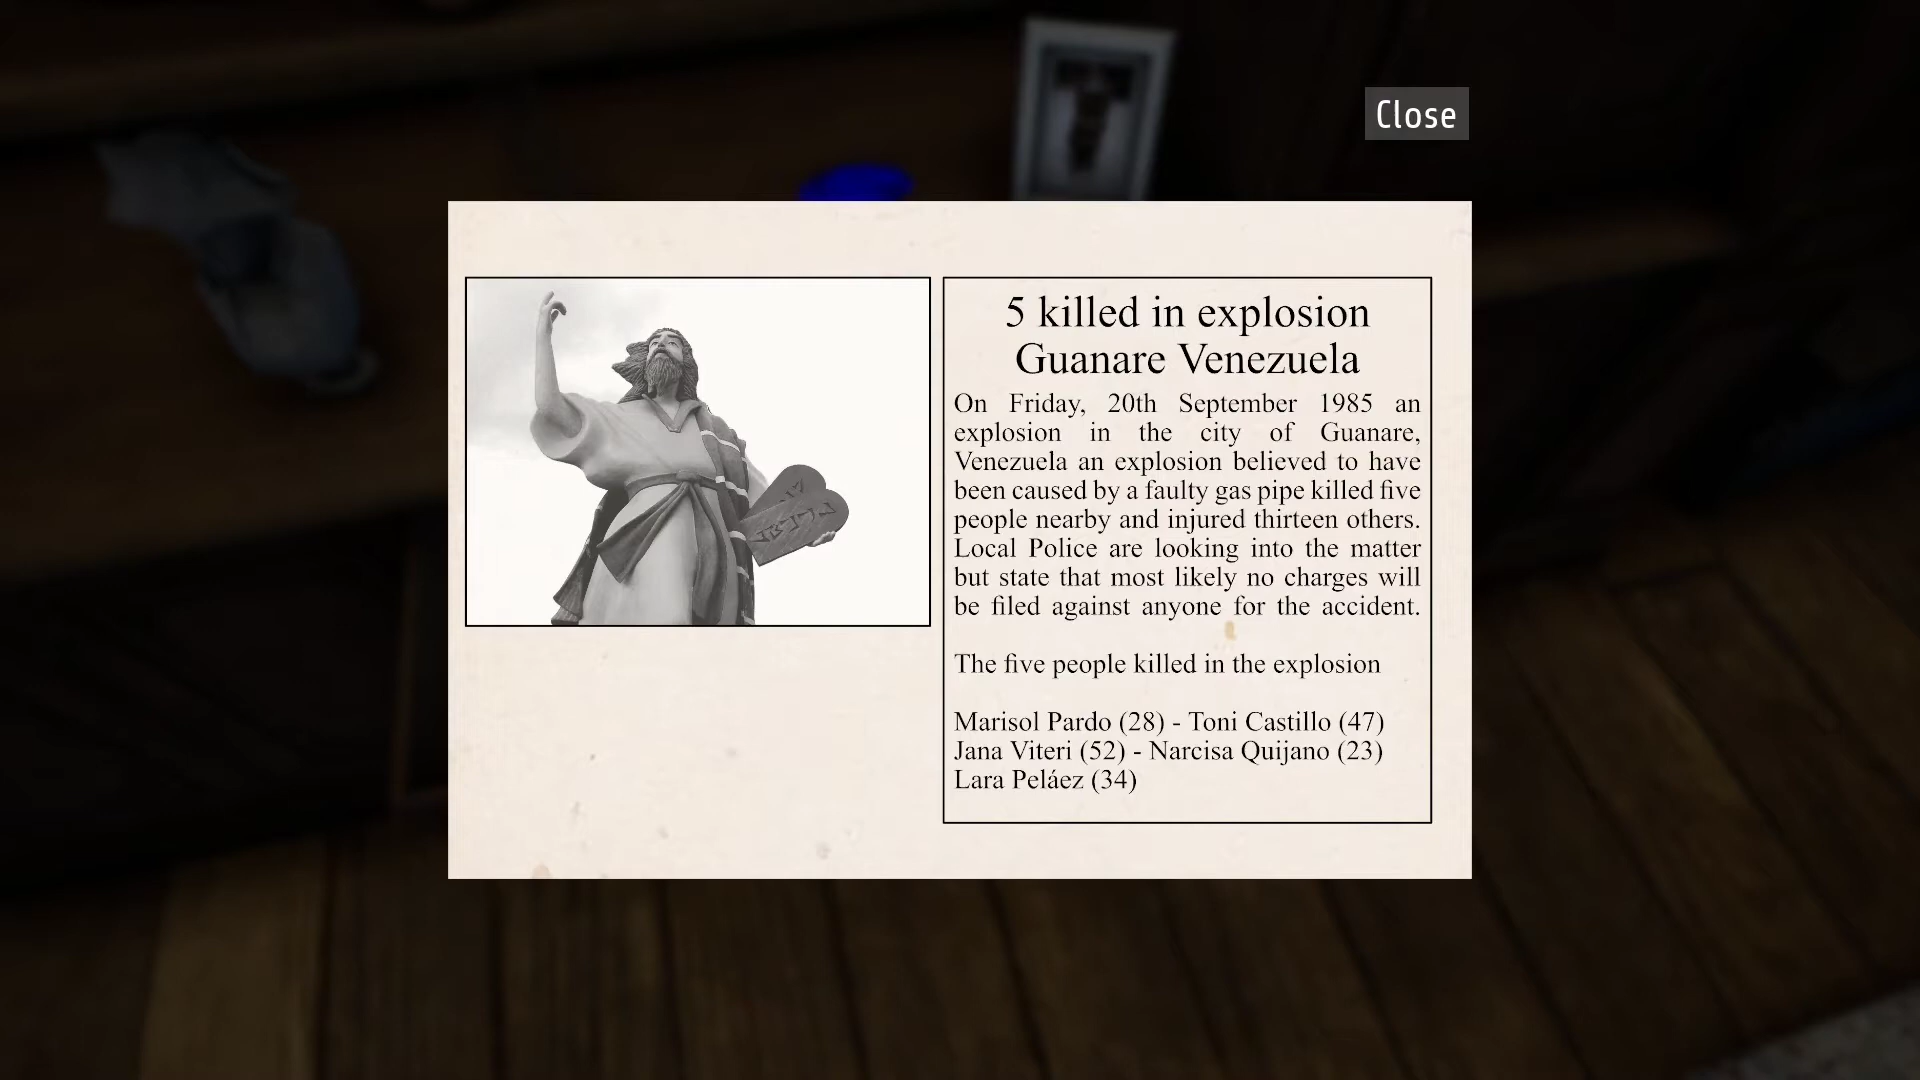 Close
5 killed in explosion
Guanare Venezuela
On Friday, 20th September 1985 an
explosion in the city of Guanare,
Venezuela an explosion believed to have
been caused by a faulty gas pipe killed five
people nearby and injured thirteen others.
Local Police are looking into the matter
but state that most likely no charges will
be filed against anyone for the accident.
The five people killed in the explosion
Marisol Pardo (28) - Toni Castillo (47)
Jana Viteri (52) - Narcisa Quijano (23)
Lara Peláez (34)